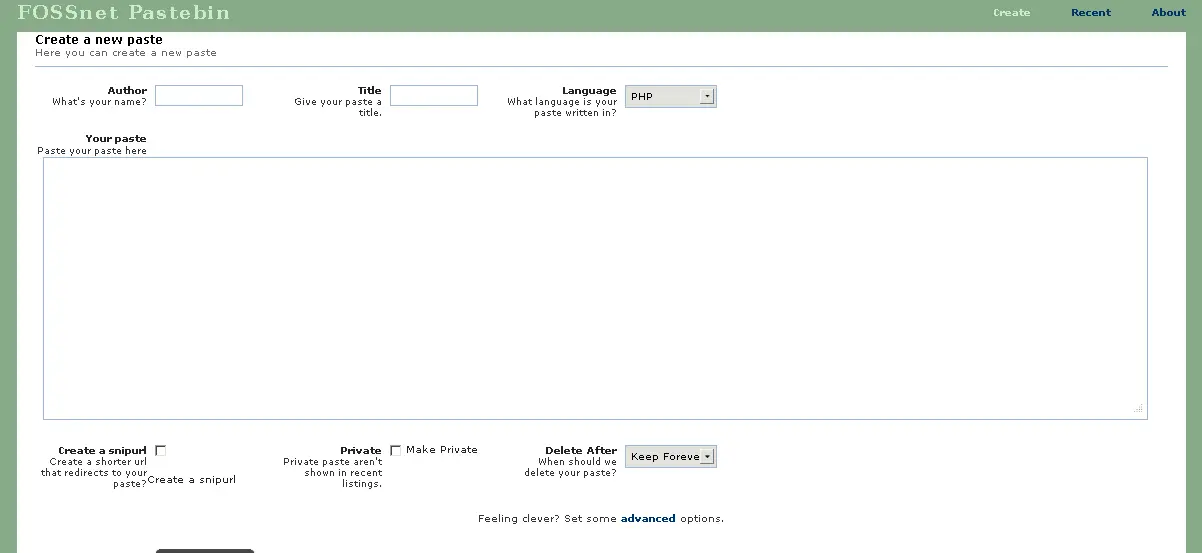 FOSSnet Pastebin
Create Recent About
Create a new paste
Here you can create a new paste
Author
What's your name?
Title
Give your paste a
title.
Language
What language is your
paste written in?
PHP
Your paste
Paste your paste here
Create a snipurl
Create a shorter url
that redirects to your
paste?
Create a snipurl
Private
Private paste aren't
shown in recent
listings.
Make Private
Delete After
When should we
delete your paste?
Keep Foreve
Feeling clever? Set some advanced options.